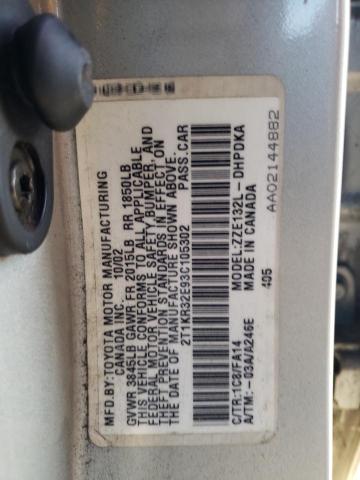 MFD. BY: TOYOTA MOTOR MANUFACTURING
CANADA INC. 10/02
GVWR 3845LB GAWR FR 2015LB RR 1850LB
THIS VEHICLE CONFORMS TO ALL APPLICABLE
FEDERAL MOTOR VEHICLE SAFETY, BUMPER, AND
THEFT PREVENTION STANDARDS IN EFFECT ON
THE DATE OF MANUFACTURE SHOWN ABOVE.
2T1KR32E93C105302 PASS.CAR
C/TR:1C0/FA14 MODEL:ZZE132L-DHPDKA
A/TM:-03A/A246E MADE IN CANADA
405
AA02144882